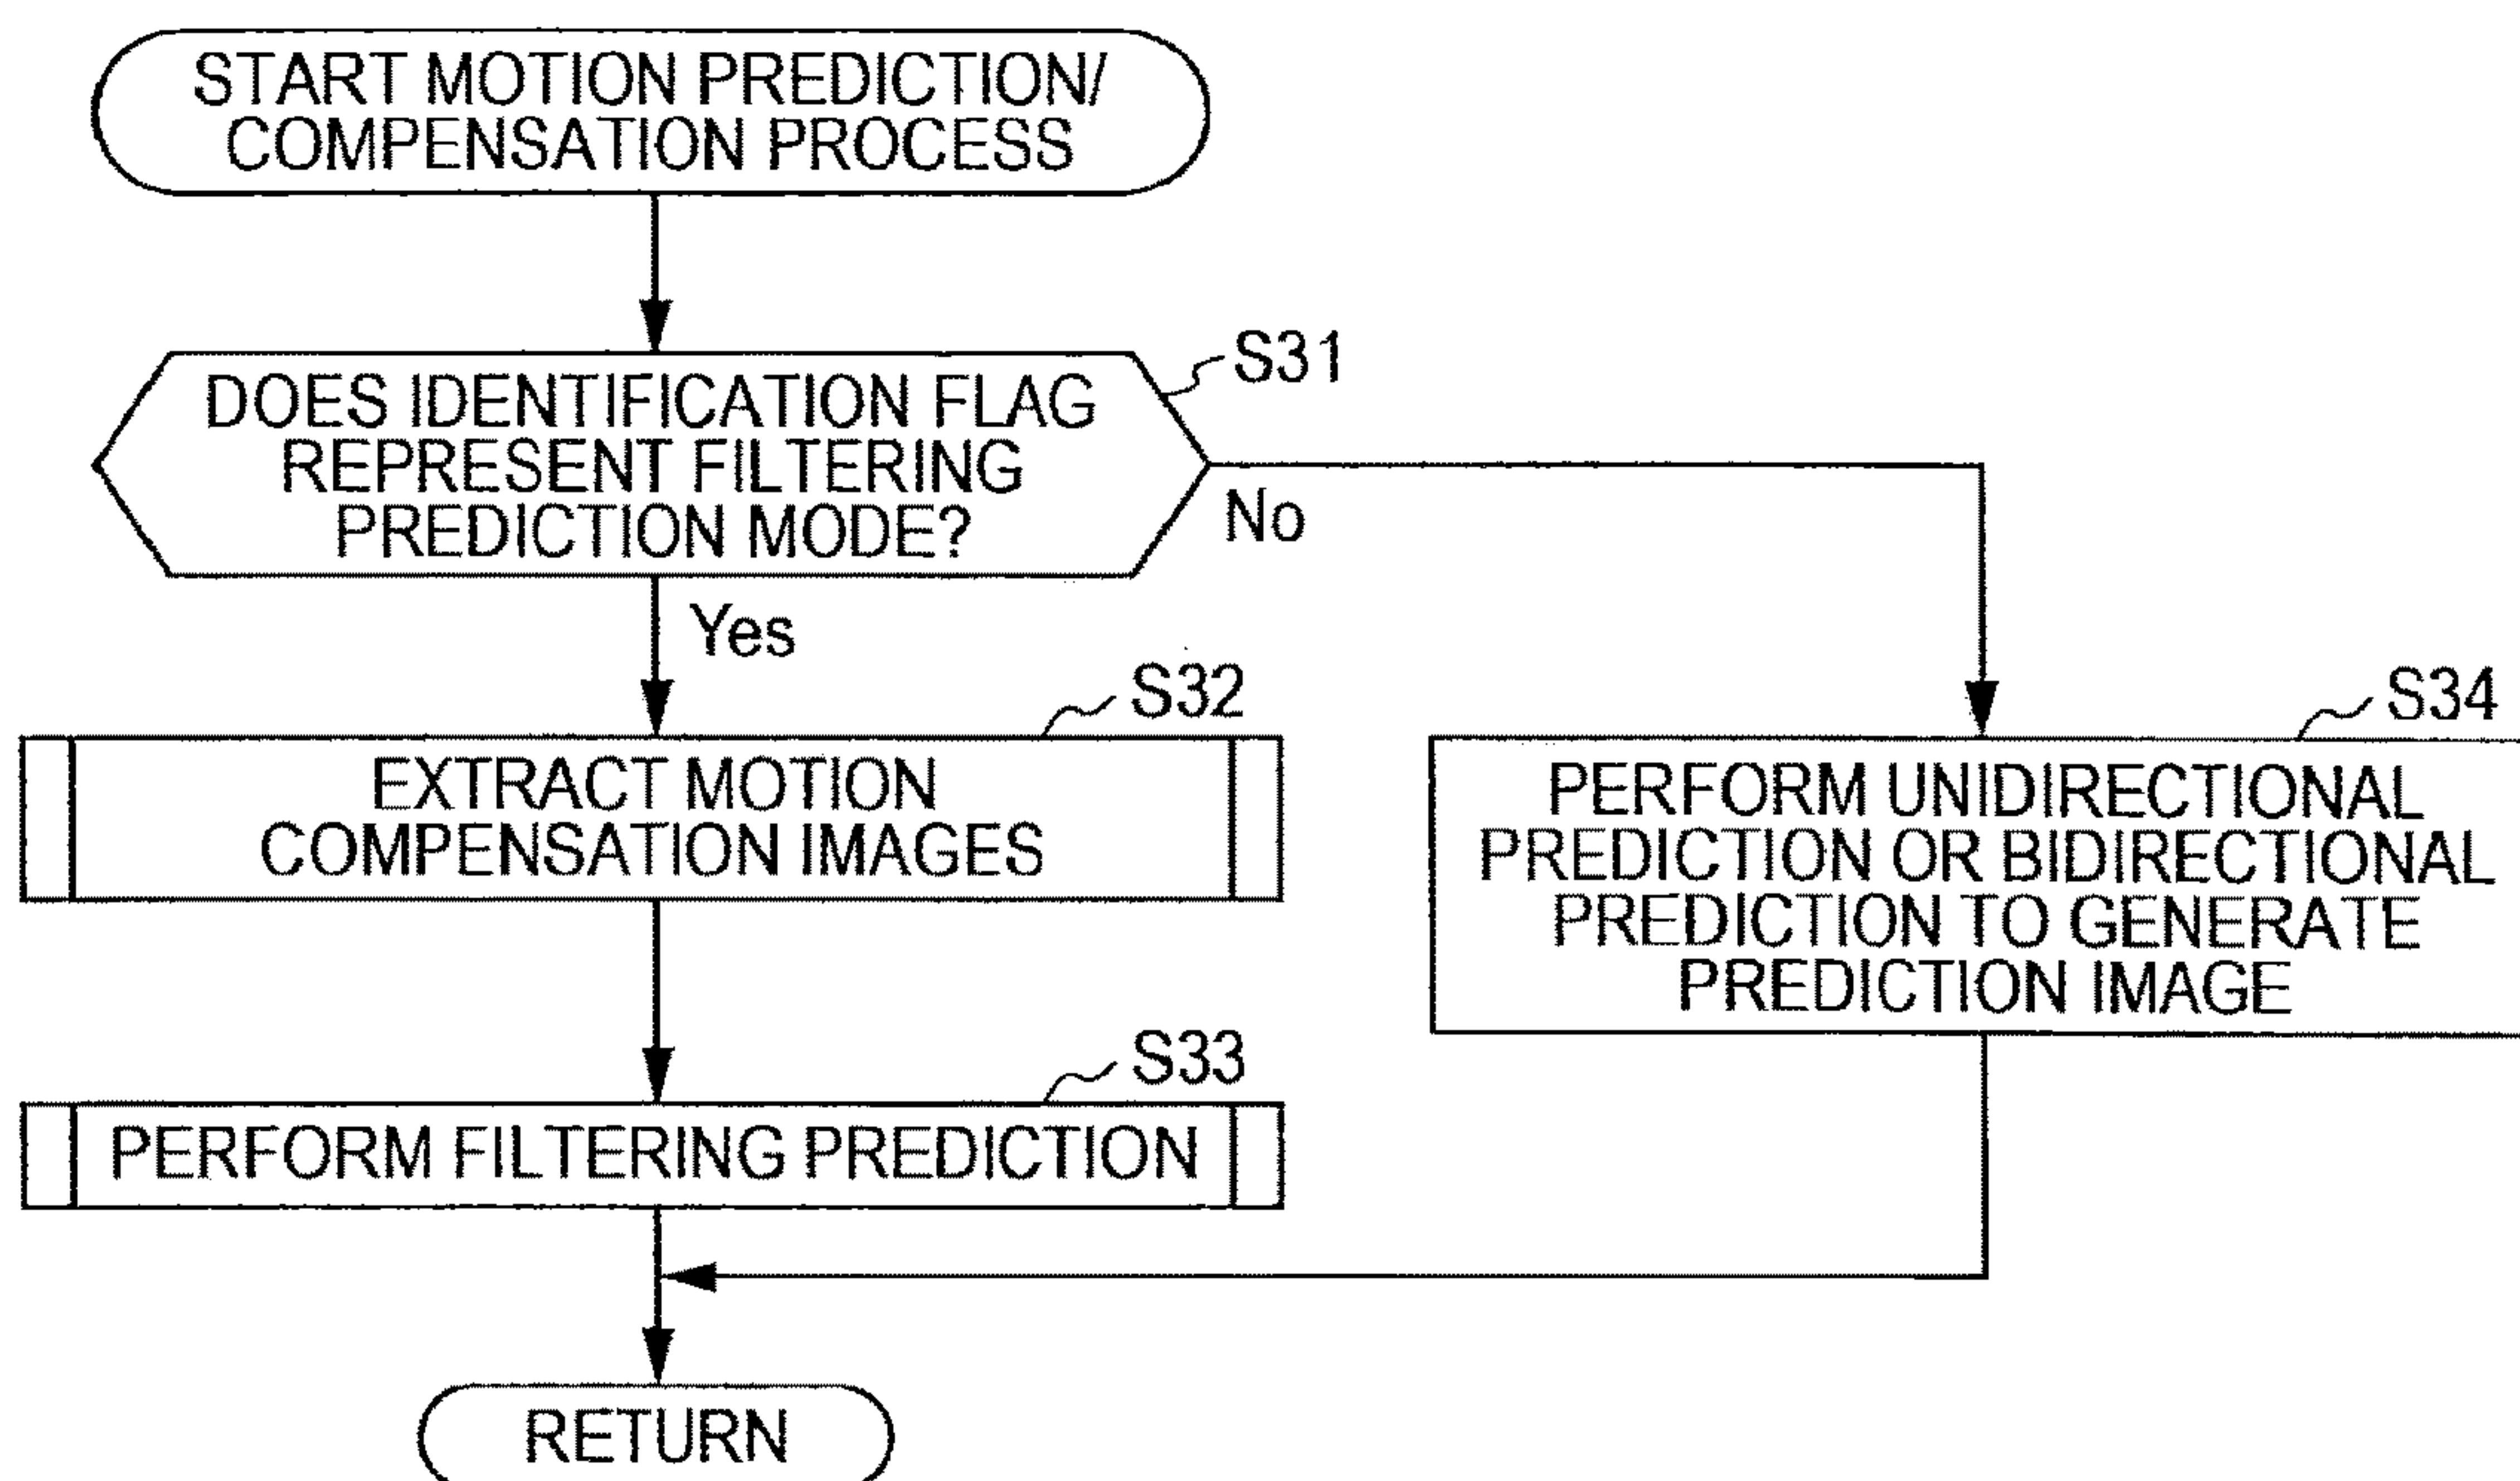 START MOTION PREDICTION/
COMPENSATION PROCESS
S31
DOES IDENTIFICATION FLAG
REPRESENT FILTERING
PREDICTION MODE?
No
Yes
S32
EXTRACT MOTION
COMPENSATION IMAGES
S34
PERFORM UNIDIRECTIONAL
PREDICTION OR BIDIRECTIONAL
PREDICTION TO GENERATE
PREDICTION IMAGE
S33
PERFORM FILTERING PREDICTION
RETURN